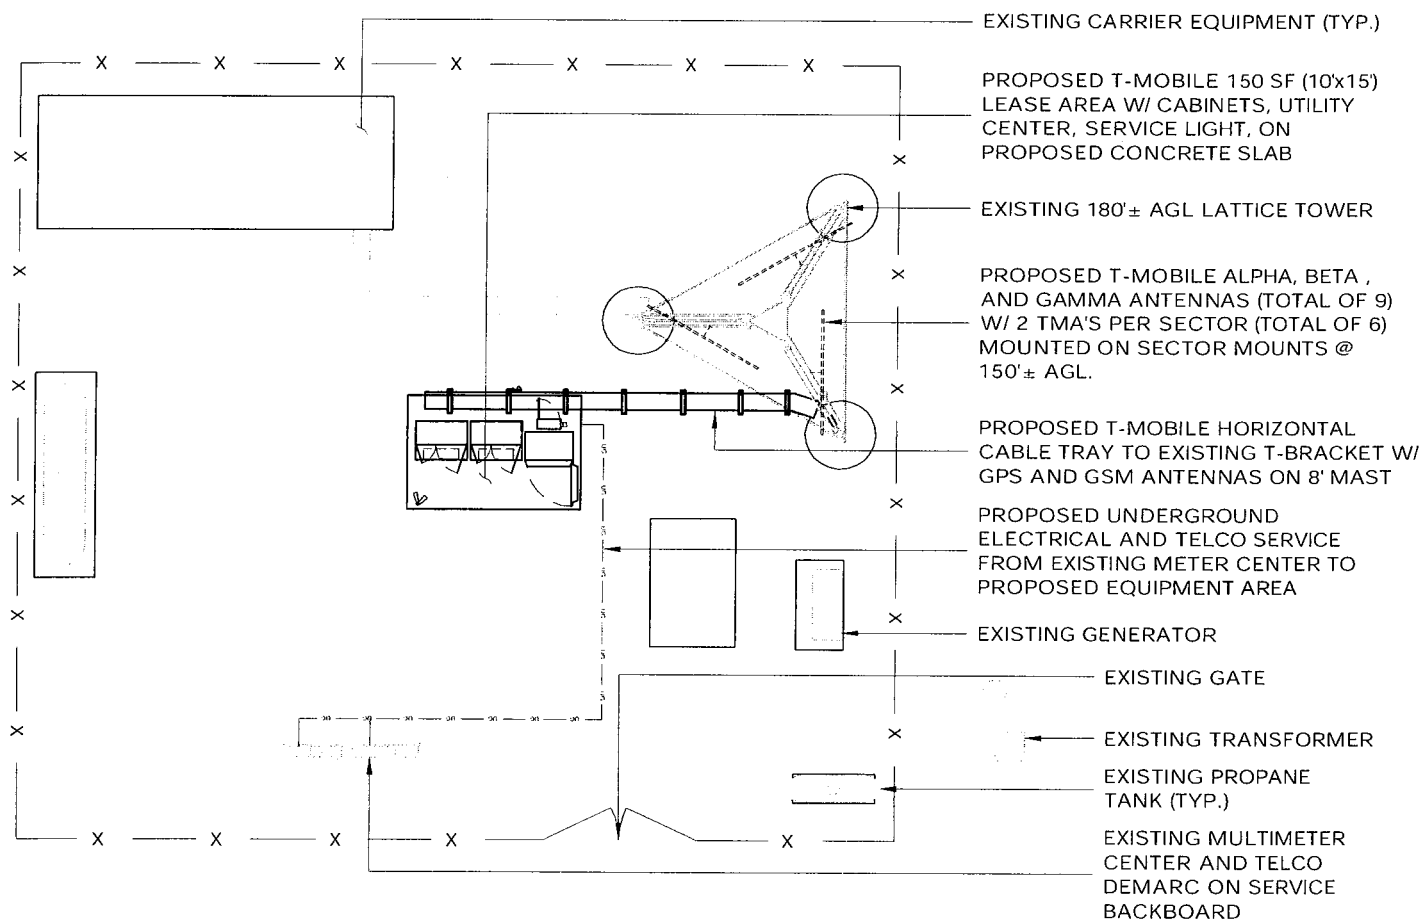 EXISTING CARRIER EQUIPMENT (TYP.)
PROPOSED T-MOBILE 150 SF (10'x15')
LEASE AREA W/ CABINETS, UTILITY
CENTER, SERVICE LIGHT, ON
PROPOSED CONCRETE SLAB
EXISTING 180'± AGL LATTICE TOWER
PROPOSED T-MOBILE ALPHA, BETA ,
AND GAMMA ANTENNAS (TOTAL OF 9)
W/ 2 TMA'S PER SECTOR (TOTAL OF 6)
MOUNTED ON SECTOR MOUNTS @
150'± AGL.
PROPOSED T-MOBILE HORIZONTAL
CABLE TRAY TO EXISTING T-BRACKET W/
GPS AND GSM ANTENNAS ON 8' MAST
PROPOSED UNDERGROUND
ELECTRICAL AND TELCO SERVICE
FROM EXISTING METER CENTER TO
PROPOSED EQUIPMENT AREA
EXISTING GENERATOR
EXISTING GATE
EXISTING TRANSFORMER
EXISTING PROPANE
TANK (TYP.)
EXISTING MULTIMETER
CENTER AND TELCO
DEMARC ON SERVICE
BACKBOARD